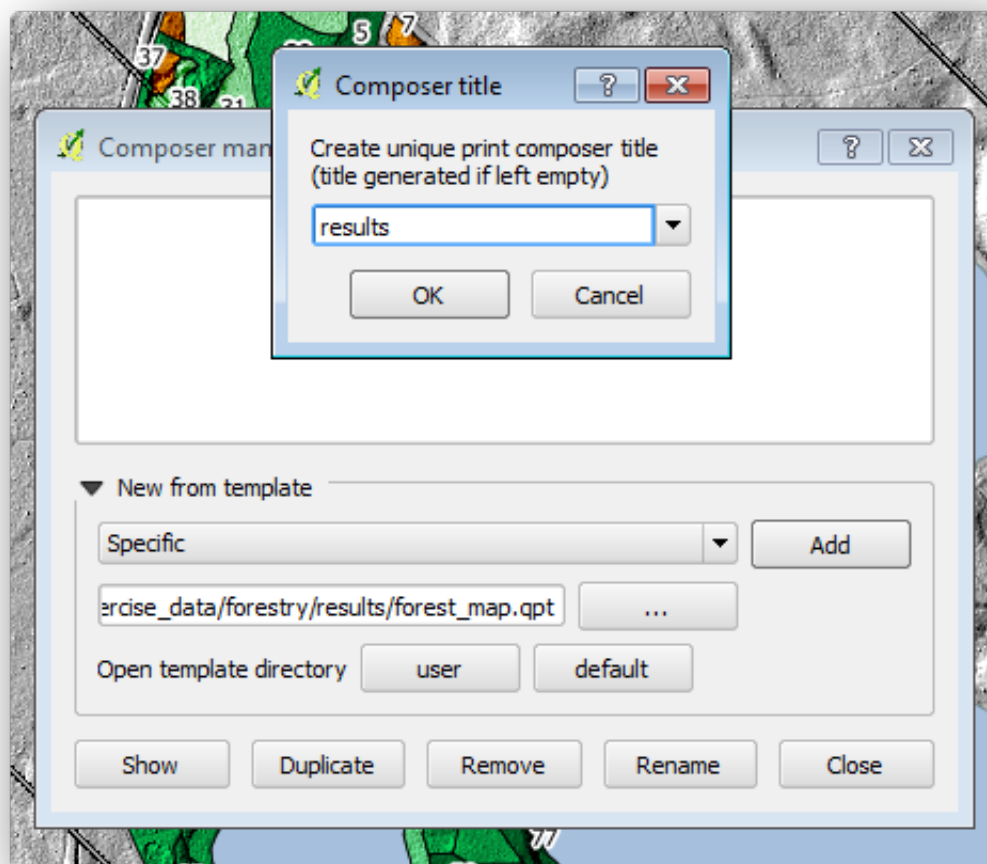 5
7
37
38
Composer title
Composer man
Create unique print composer title
(title generated if left empty)
results
OK
Cancel
New from template
Specific
Add
ercise_data/forestry/results/forest_map.qpt
...
Open template directory
user
default
Show
Duplicate
Remove
Rename
Close